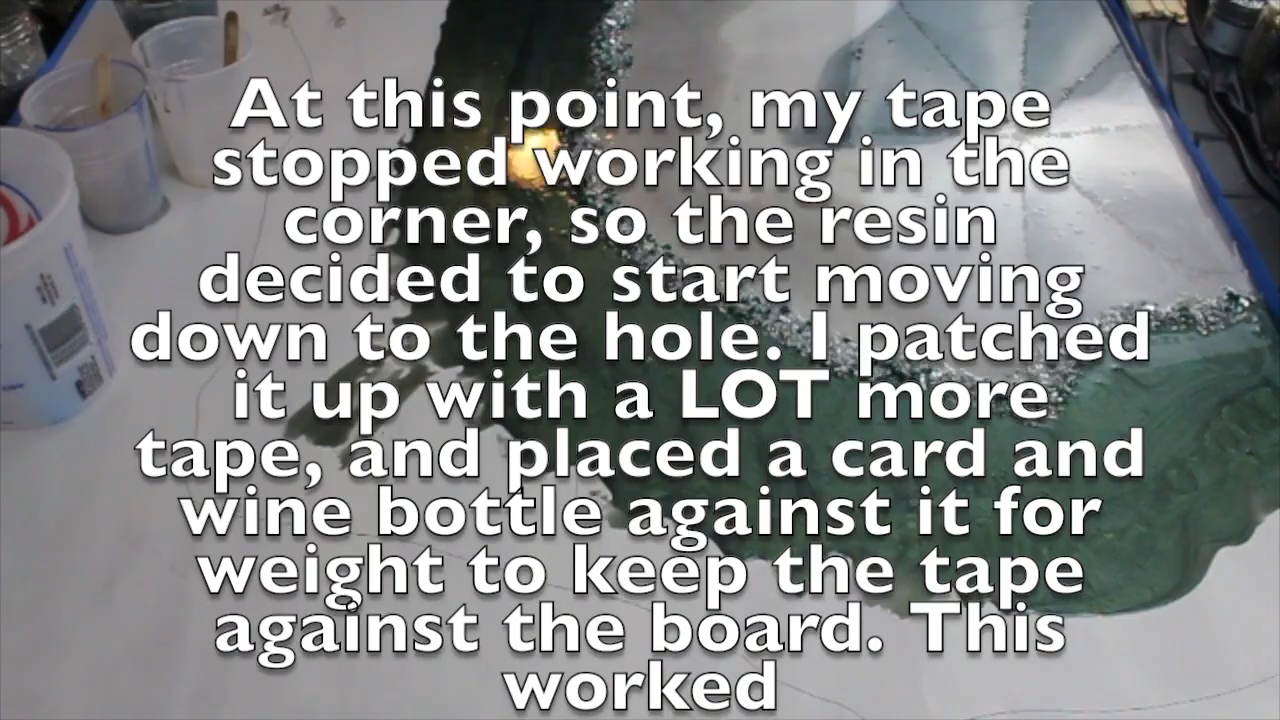 At this point, my tape
stopped working in the
corner, so the resin
decided to start moving
down to the hole. I patched
it up with a LOT more
tape, and placed a card and
wine bottle against it for
weight to keep the tape
against the board. This
worked